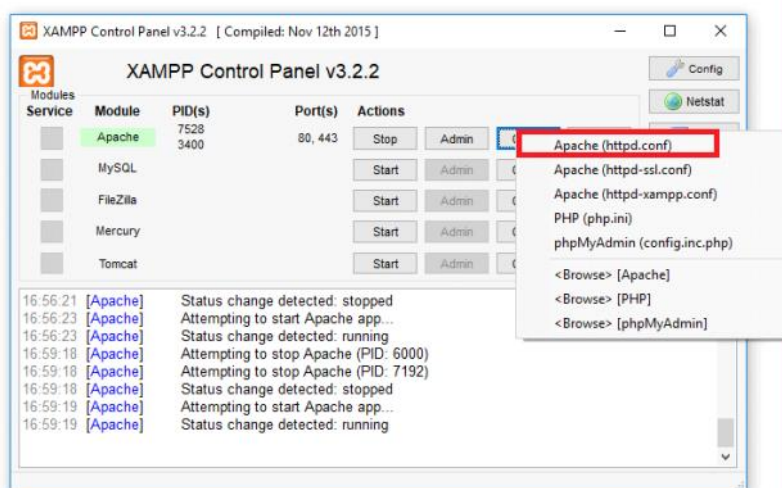 XAMPP Control Panel v3.2.2 [ Compiled: Nov 12th 2015 ]
XAMPP Control Panel v3.2.2
Config
Netstat
Modules
Service Module PID(s) Port(s) Actions
Apache 7528 3400 80, 443 Stop Admin
MySQL Start Admin
FileZilla Start Admin
Mercury Start Admin
Tomcat Start Admin
Apache (httpd.conf)
Apache (httpd-ssl.conf)
Apache (httpd-xampp.conf)
PHP (php.ini)
phpMyAdmin (config.inc.php)
<Browse> [Apache]
<Browse> [PHP]
<Browse> [phpMyAdmin]
16:56:21 [Apache] Status change detected: stopped
16:56:23 [Apache] Attempting to start Apache app...
16:56:23 [Apache] Status change detected: running
16:59:18 [Apache] Attempting to stop Apache (PID: 6000)
16:59:18 [Apache] Attempting to stop Apache (PID: 7192)
16:59:18 [Apache] Status change detected: stopped
16:59:19 [Apache] Attempting to start Apache app...
16:59:19 [Apache] Status change detected: running